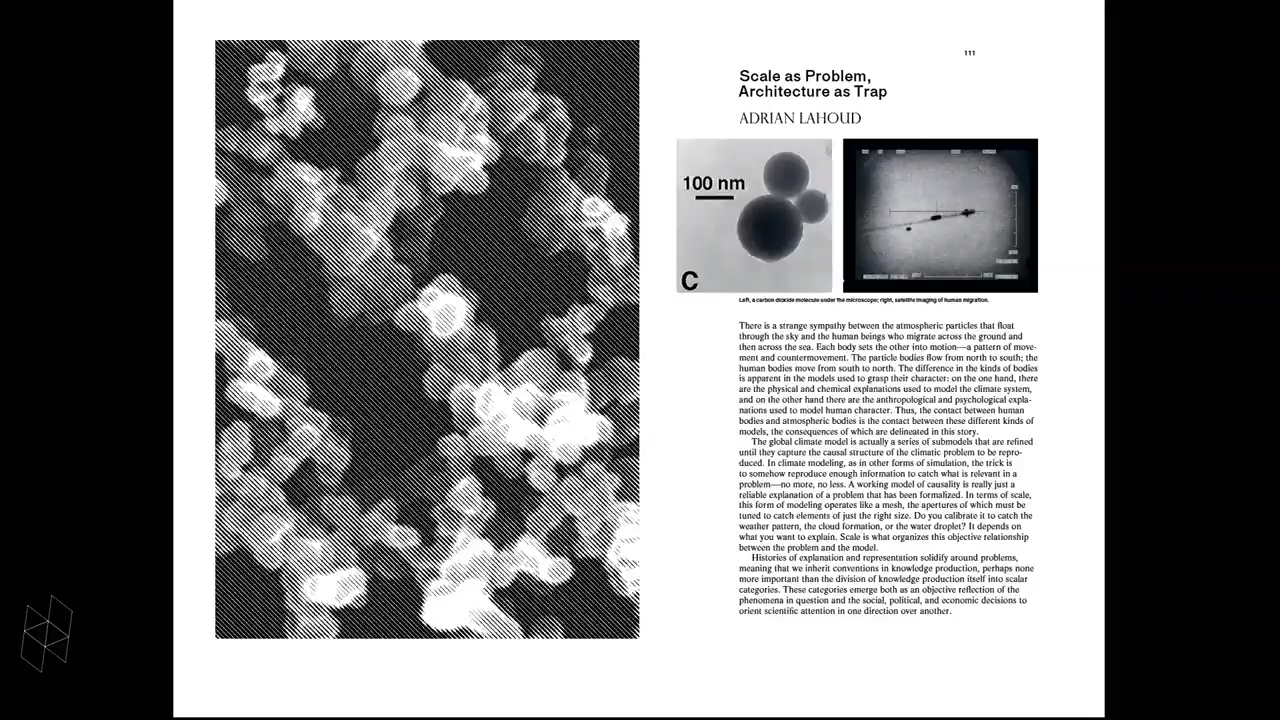 111
Scale as Problem,
Architecture as Trap
ADRIAN LAHOUD
100 nm
C
Left, a carbon dioxide molecule under the microscope; right, satellite imaging of human migration.
There is a strange sympathy between the atmospheric particles that float
through the sky and the human beings who migrate across the ground and
then across the sea. Each body sets the other into motion—a pattern of move-
ment and countermovement. The particle bodies flow from north to south; the
human bodies move from south to north. The difference in the kinds of bodies
is apparent in the models used to grasp their character: on the one hand, there
are the physical and chemical explanations used to model the climate system,
and on the other hand there are the anthropological and psychological expla-
nations used to model human character. Thus, the contact between human
bodies and atmospheric bodies is the contact between these different kinds of
models, the consequences of which are delineated in this story.
The global climate model is actually a series of submodels that are refined
until they capture the causal structure of the climatic problem to be repro-
duced. In climate modeling, as in other forms of simulation, the trick is
to somehow reproduce enough information to catch what is relevant in a
problem—no more, no less. A working model of causality is really just a
reliable explanation of a problem that has been formalized. In terms of scale,
this form of modeling operates like a mesh, the apertures of which must be
tuned to catch elements of just the right size. Do you calibrate it to catch the
weather pattern, the cloud formation, or the water droplet? It depends on
what you want to explain. Scale is what organizes this objective relationship
between the problem and the model.
Histories of explanation and representation solidify around problems,
meaning that we inherit conventions in knowledge production, perhaps none
more important than the division of knowledge production itself into scalar
categories. These categories emerge both as an objective reflection of the
phenomena in question and the social, political, and economic decisions to
orient scientific attention in one direction over another.